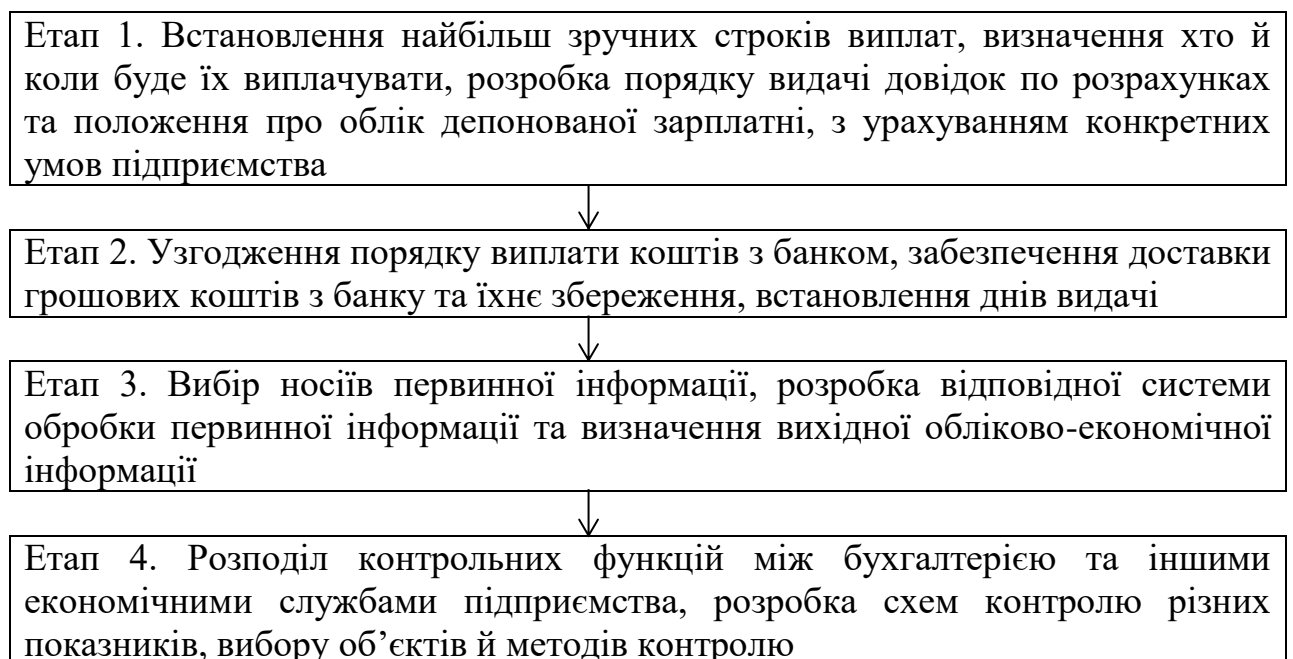 Етап 1. Встановлення найбільш зручних строків виплат, визначення хто й
коли буде їх виплачувати, розробка порядку видачі довідок по розрахунках
та положення про облік депонованої зарплатні, з урахуванням конкретних
умов підприємства
Етап 2. Узгодження порядку виплати коштів з банком, забезпечення доставки
грошових коштів з банку та їхнє збереження, встановлення днів видачі
Етап 3. Вибір носіїв первинної інформації, розробка відповідної системи
обробки первинної інформації та визначення вихідної обліково-економічної
інформації
Етап 4. Розподіл контрольних функцій між бухгалтерією та іншими
економічними службами підприємства, розробка схем контролю різних
показників, вибору об’єктів й методів контролю